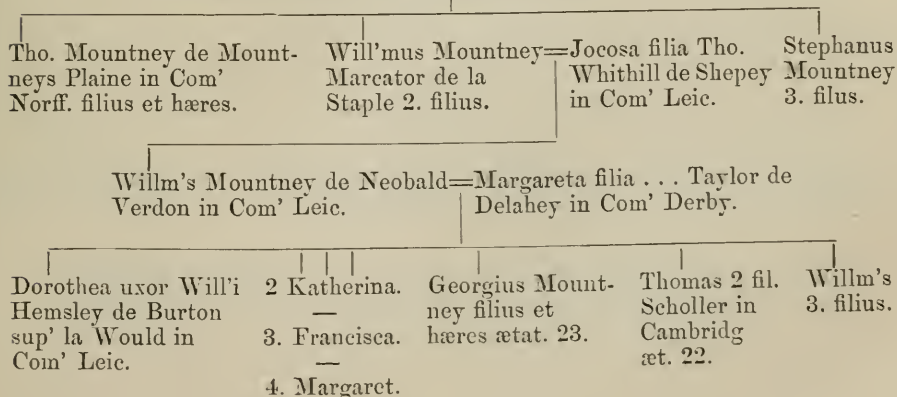 Tho. Mountney de Mount-
neys Plaine in Com'
Norff. filius et hæres.
Will'mus Mountney=Jocosa filia Tho.
Marcator de la
Staple 2. filius.
Whithill de Shepey
in Com' Leic.
Stephanus
Mountney
3. filus.
Willm's Mountney de Neobald=Margareta filia . . . Taylor de
Verdon in Com' Leic.
Delahey in Com' Derby.
Dorothea uxor Will'i
Hemsley de Burton
sup' la Would in
Com' Leic.
2 Katherina.
—
3. Francisca.
—
4. Margaret.
Georgius Mount-
ney filius et
hæres ætat. 23.
Thomas 2 fil.
Scholler in
Cambridg
æt. 22.
Willm's
3. filius.